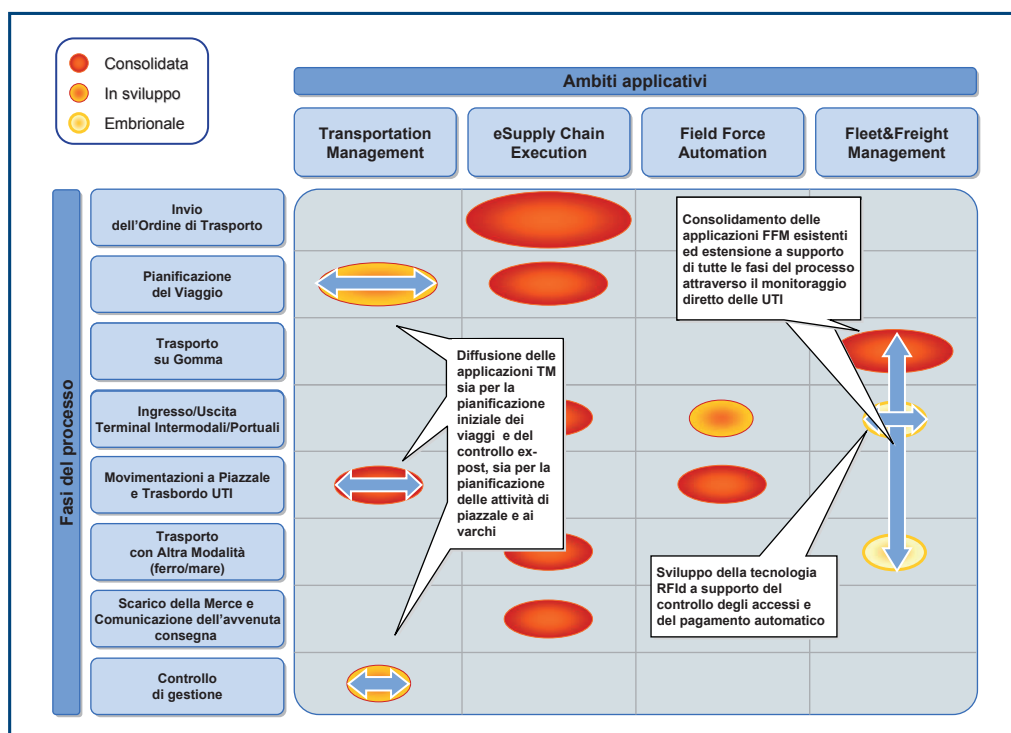 Consolidata
In sviluppo
Embrionale
Ambiti applicativi
Transportation
Management
eSupply Chain
Execution
Field Force
Automation
Fleet&Freight
Management
Fasi del processo
Invio
dell'Ordine di Trasporto
Pianificazione
del Viaggio
Trasporto
su Gomma
Ingresso/Uscita
Terminal Intermodali/Portuali
Movimentazioni a Piazzale
e Trasbordo UTI
Trasporto
con Altra Modalità
(ferro/mare)
Scarico della Merce e
Comunicazione dell'avvenuta
consegna
Controllo
di gestione
Diffusione delle
applicazioni TM
sia per la
pianificazione
iniziale dei
viaggi e del
controllo ex-
post, sia per la
pianificazione
delle attività di
piazzale e ai
varchi
Consolidamento delle
applicazioni FFM esistenti
ed estensione a supporto
di tutte le fasi del processo
attraverso il monitoraggio
diretto delle UTI
Sviluppo della tecnologia
RFId a supporto del
controllo degli accessi e
del pagamento automatico